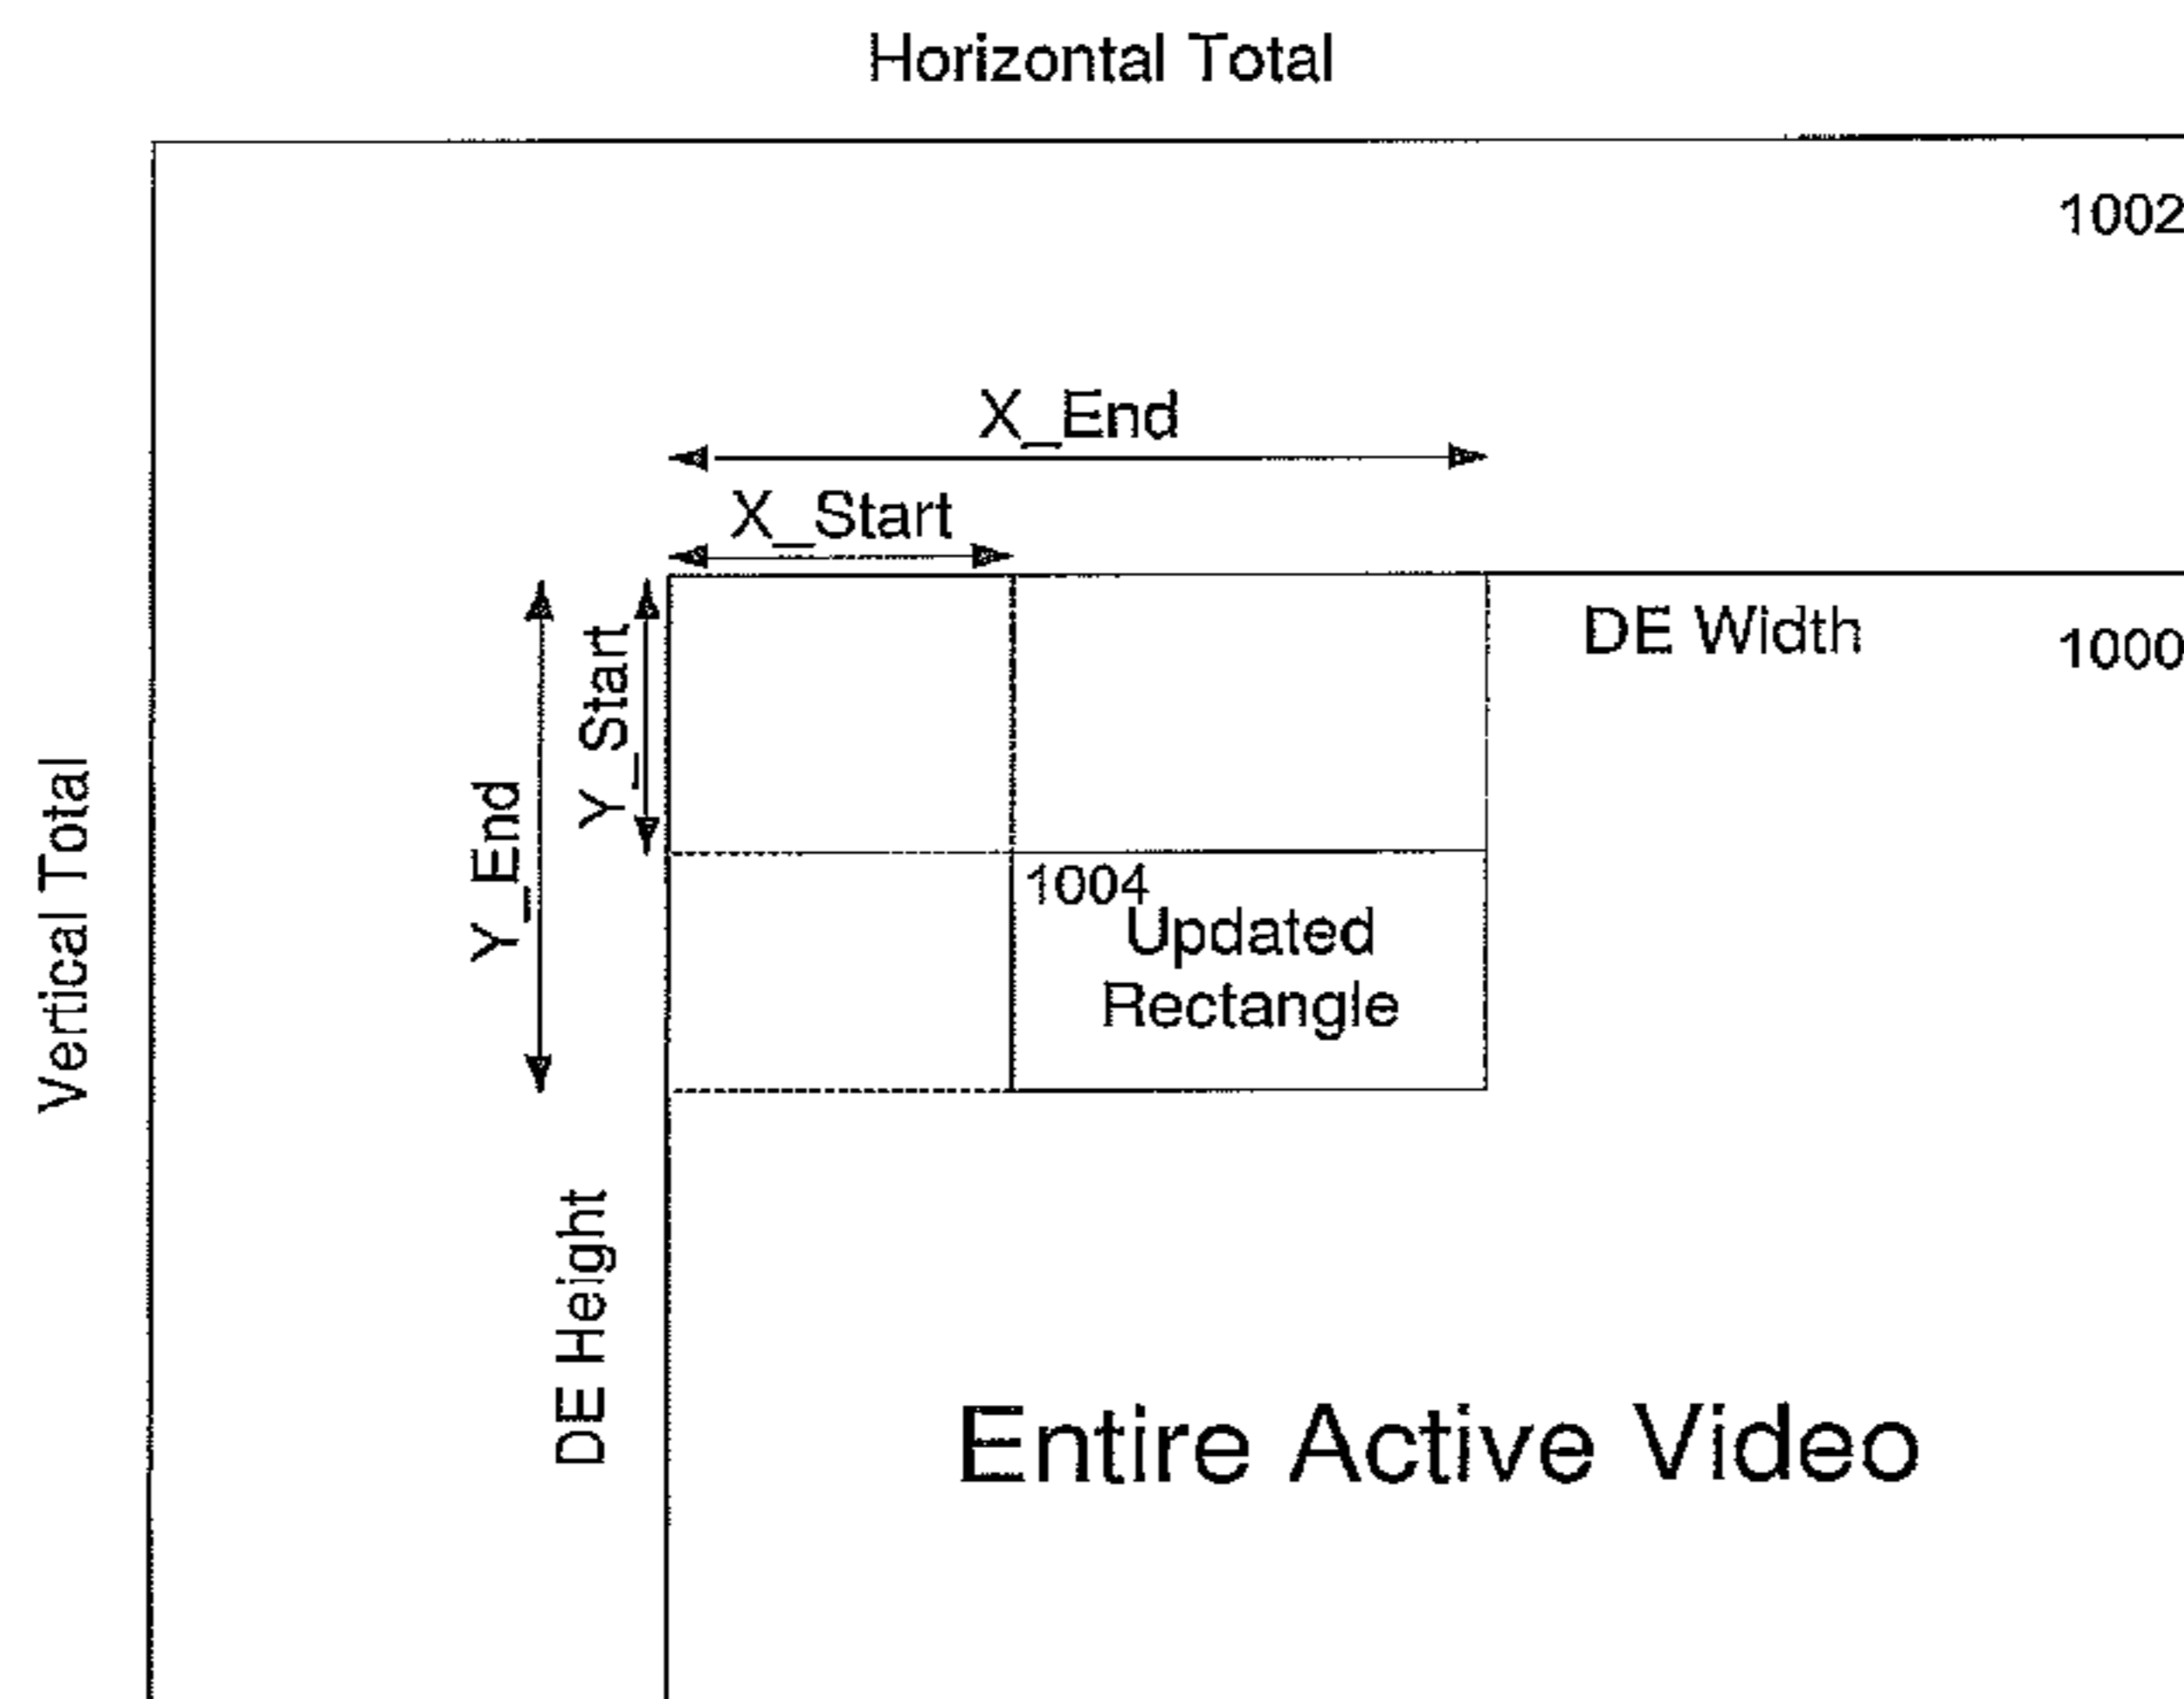 Horizontal Total
1002
X_End
X_Start
DE Width
1000
Y_Start
Y_End
Vertical Total
1004
Updated
Rectangle
DE Height
Entire Active Video